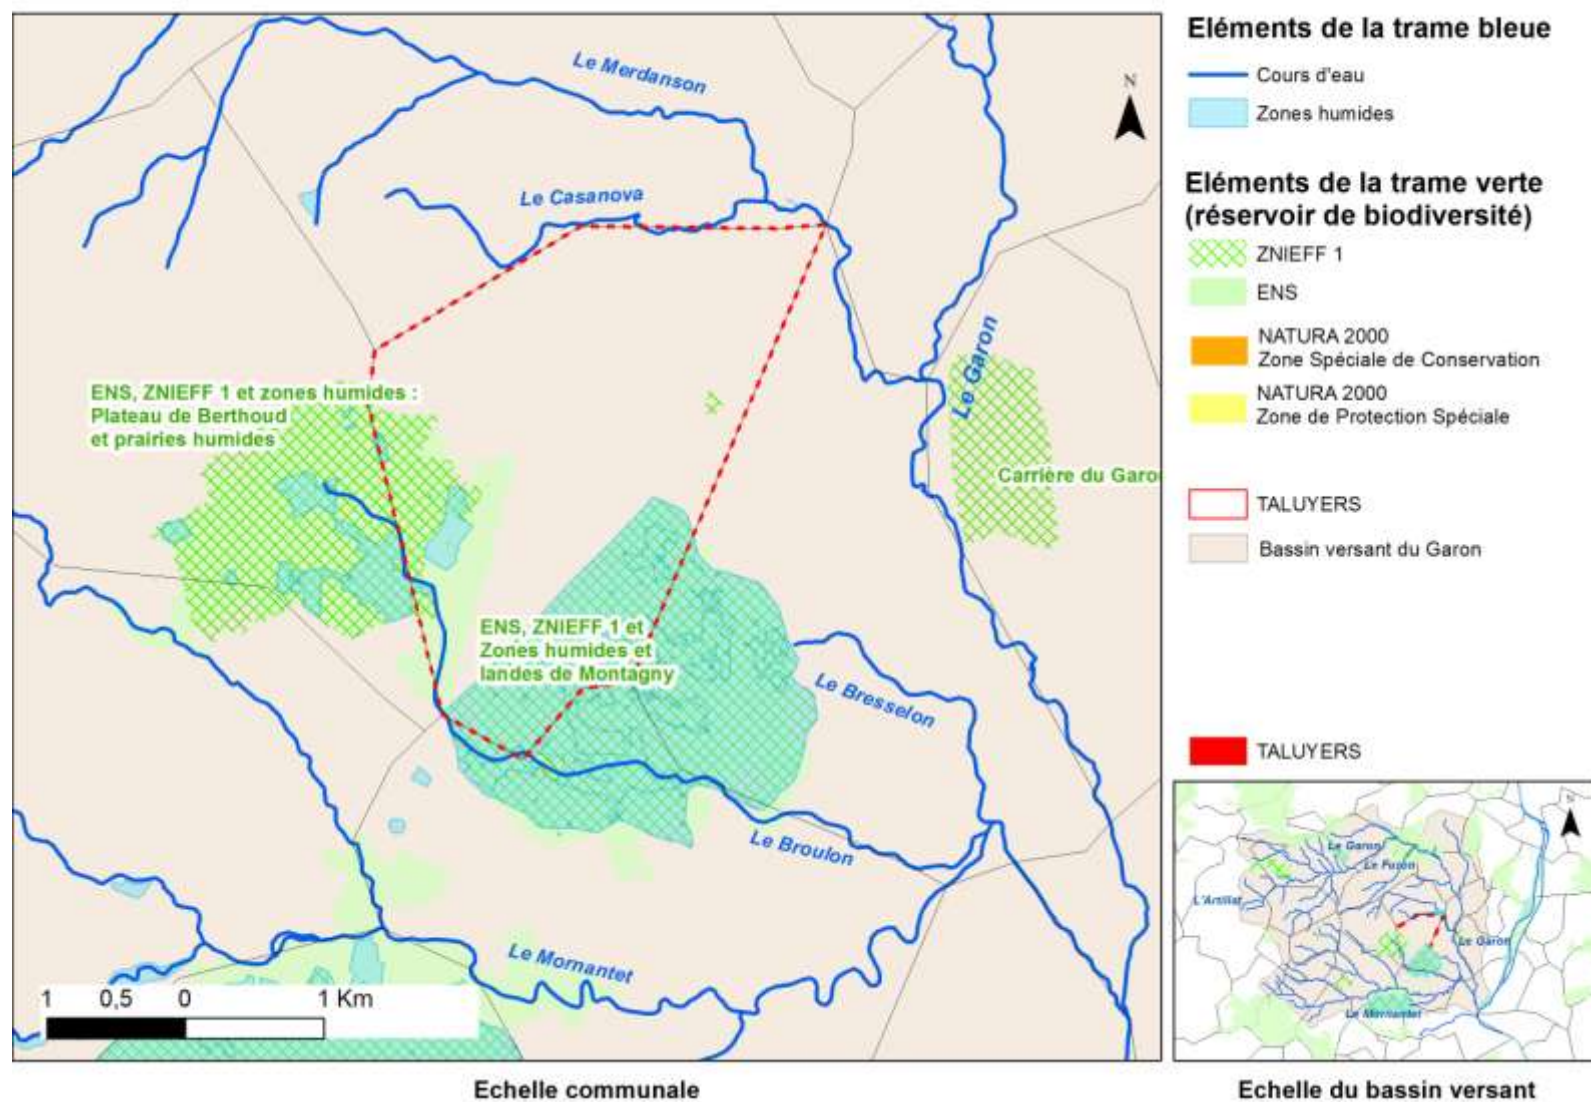 Le Merdanson
N
Le Casanova
Le Garon
ENS, ZNIEFF 1 et zones humides :
Plateau de Berthoud
et prairies humides
Carrière du Garo
ENS, ZNIEFF 1 et
Zones humides et
landes de Montagny
Le Bresselon
Le Broulon
Le Mornantet
1 0,5 0 1 Km
Echelle communale
Eléments de la trame bleue
Cours d'eau
Zones humides
Eléments de la trame verte
(réservoir de biodiversité)
ZNIEFF 1
ENS
NATURA 2000
Zone Spéciale de Conservation
NATURA 2000
Zone de Protection Spéciale
TALUYERS
Bassin versant du Garon
TALUYERS
N
Le Garon
Le Furon
L'Artillat
Le Garon
Le Mornantet
Echelle du bassin versant